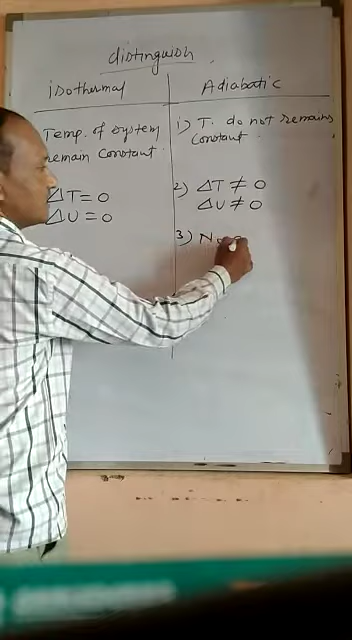 distinguish
isothermal
Adiabatic
Temp. of system
remain Constant
ΔT = 0
ΔU = 0
1) T. do not remains
Constant.
2) ΔT ≠ 0
ΔU ≠ 0
3)